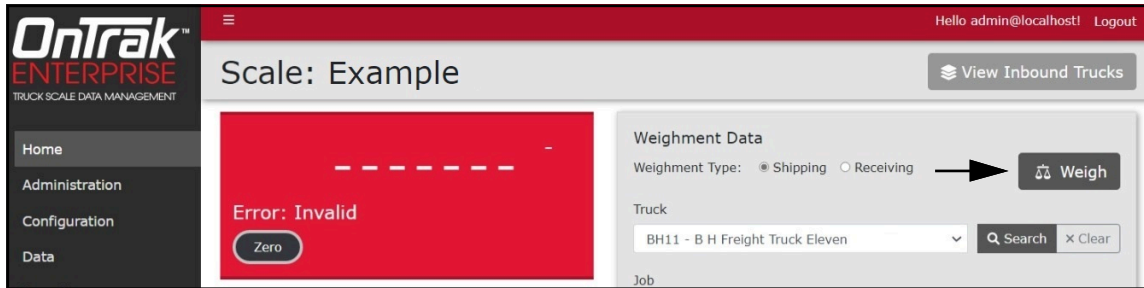 OnTrak™
ENTERPRISE
TRUCK SCALE DATA MANAGEMENT
Home
Administration
Configuration
Data
☰
Hello admin@localhost! Logout
Scale: Example
View Inbound Trucks
- - - - - - -
-
Error: Invalid
Zero
Weighment Data
Weighment Type: Shipping Receiving
Weigh
Truck
BH11 - B H Freight Truck Eleven
Search
× Clear
Job